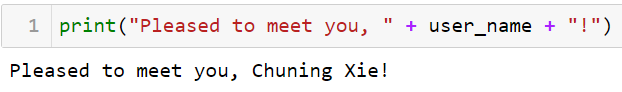 1 print("Pleased to meet you, " + user_name + "!")
Pleased to meet you, Chuning Xie!